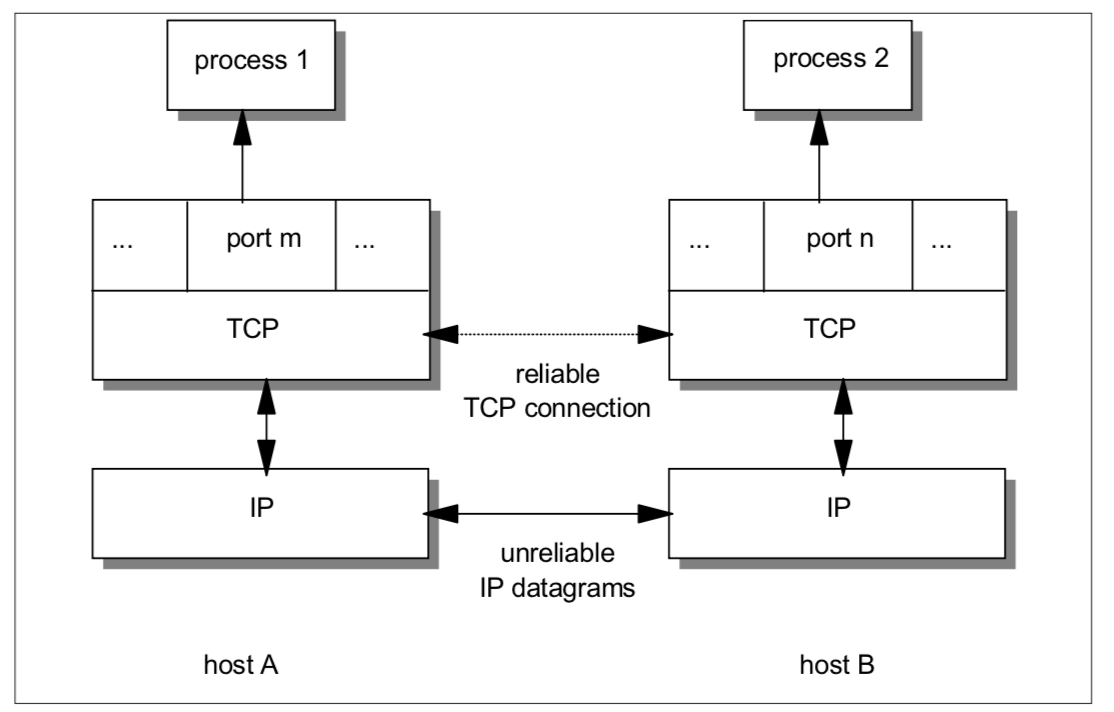 process 1
process 2
... port m ...
... port n ...
TCP
TCP
reliable
TCP connection
IP
IP
unreliable
IP datagrams
host A
host B